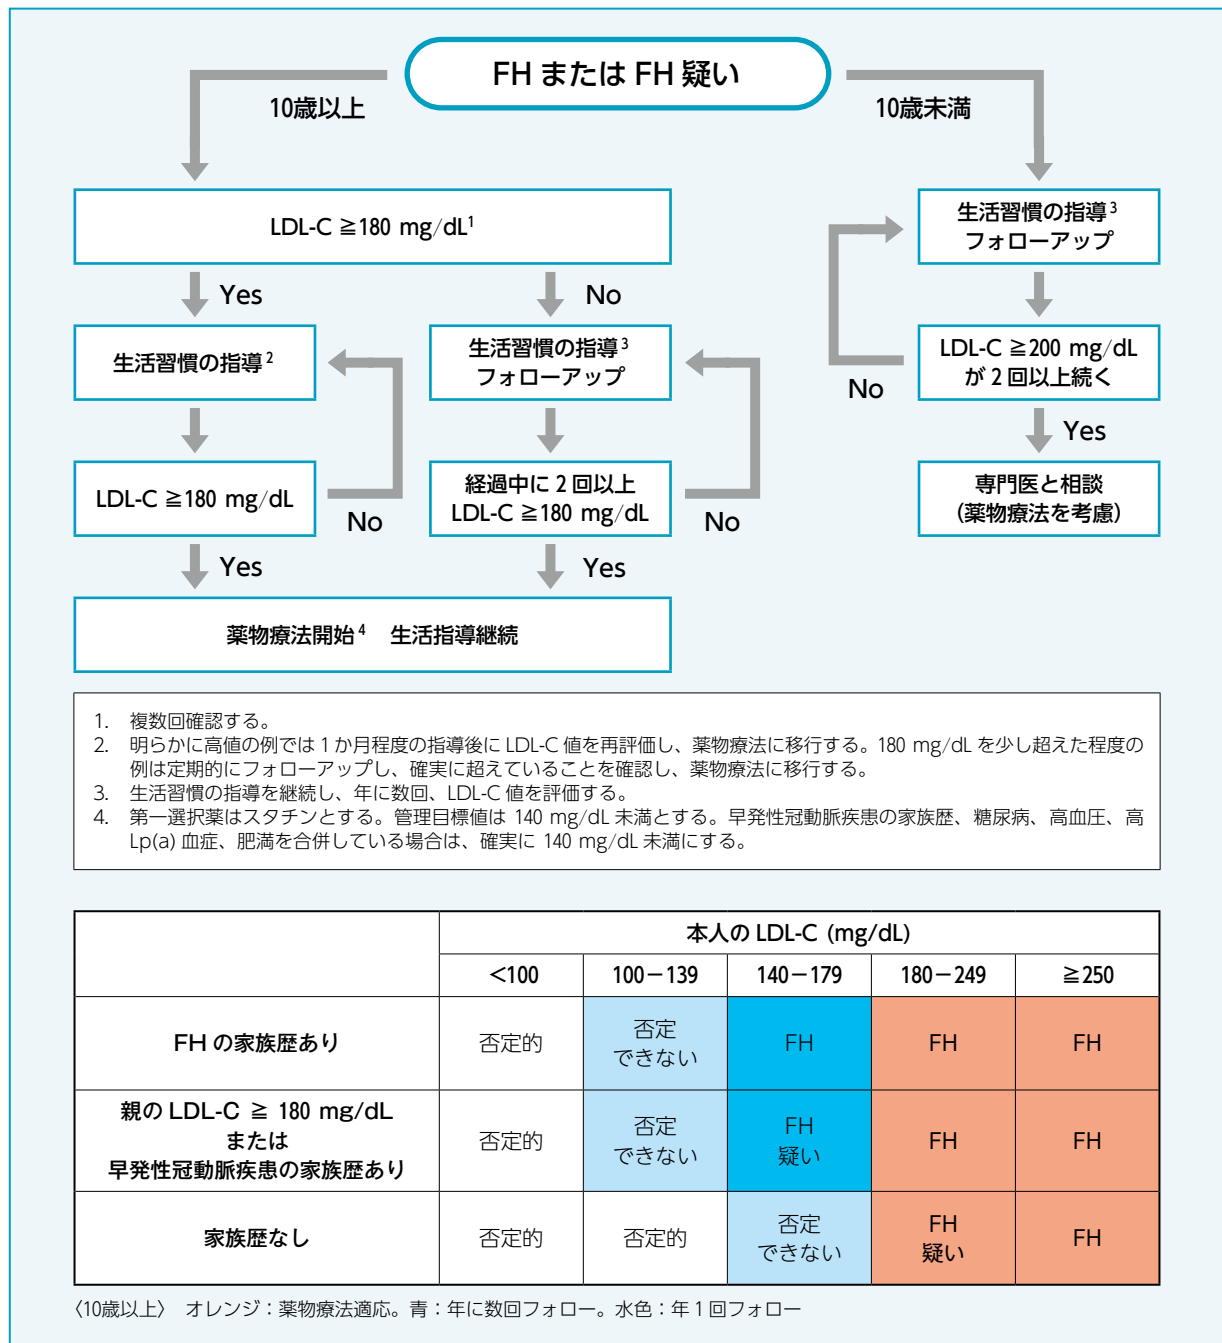 FH または FH 疑い
10歳以上
10歳未満
LDL-C ≧180 mg/dL1
生活習慣の指導3
フォローアップ
Yes
No
生活習慣の指導2
生活習慣の指導3
フォローアップ
LDL-C ≧200 mg/dL
が 2 回以上続く
No
Yes
LDL-C ≧180 mg/dL
No
経過中に 2 回以上
LDL-C ≧180 mg/dL
No
専門医と相談
(薬物療法を考慮)
Yes
Yes
薬物療法開始4 生活指導継続
1. 複数回確認する。
2. 明らかに高値の例では 1 か月程度の指導後に LDL-C 値を再評価し、薬物療法に移行する。180 mg/dL を少し超えた程度の
例は定期的にフォローアップし、確実に超えていることを確認し、薬物療法に移行する。
3. 生活習慣の指導を継続し、年に数回、LDL-C 値を評価する。
4. 第一選択薬はスタチンとする。管理目標値は 140 mg/dL 未満とする。早発性冠動脈疾患の家族歴、糖尿病、高血圧、高
Lp(a) 血症、肥満を合併している場合は、確実に 140 mg/dL 未満にする。
本人の LDL-C (mg/dL)
<100 100-139 140-179 180-249 ≧250
FH の家族歴あり 否定的 否定 できない FH FH FH
親の LDL-C ≧ 180 mg/dL
または
早発性冠動脈疾患の家族歴あり
否定的 否定 できない FH 疑い FH FH
家族歴なし 否定的 否定的 否定 できない FH 疑い FH
〈10歳以上〉 オレンジ：薬物療法適応。青：年に数回フォロー。水色：年 1 回フォロー